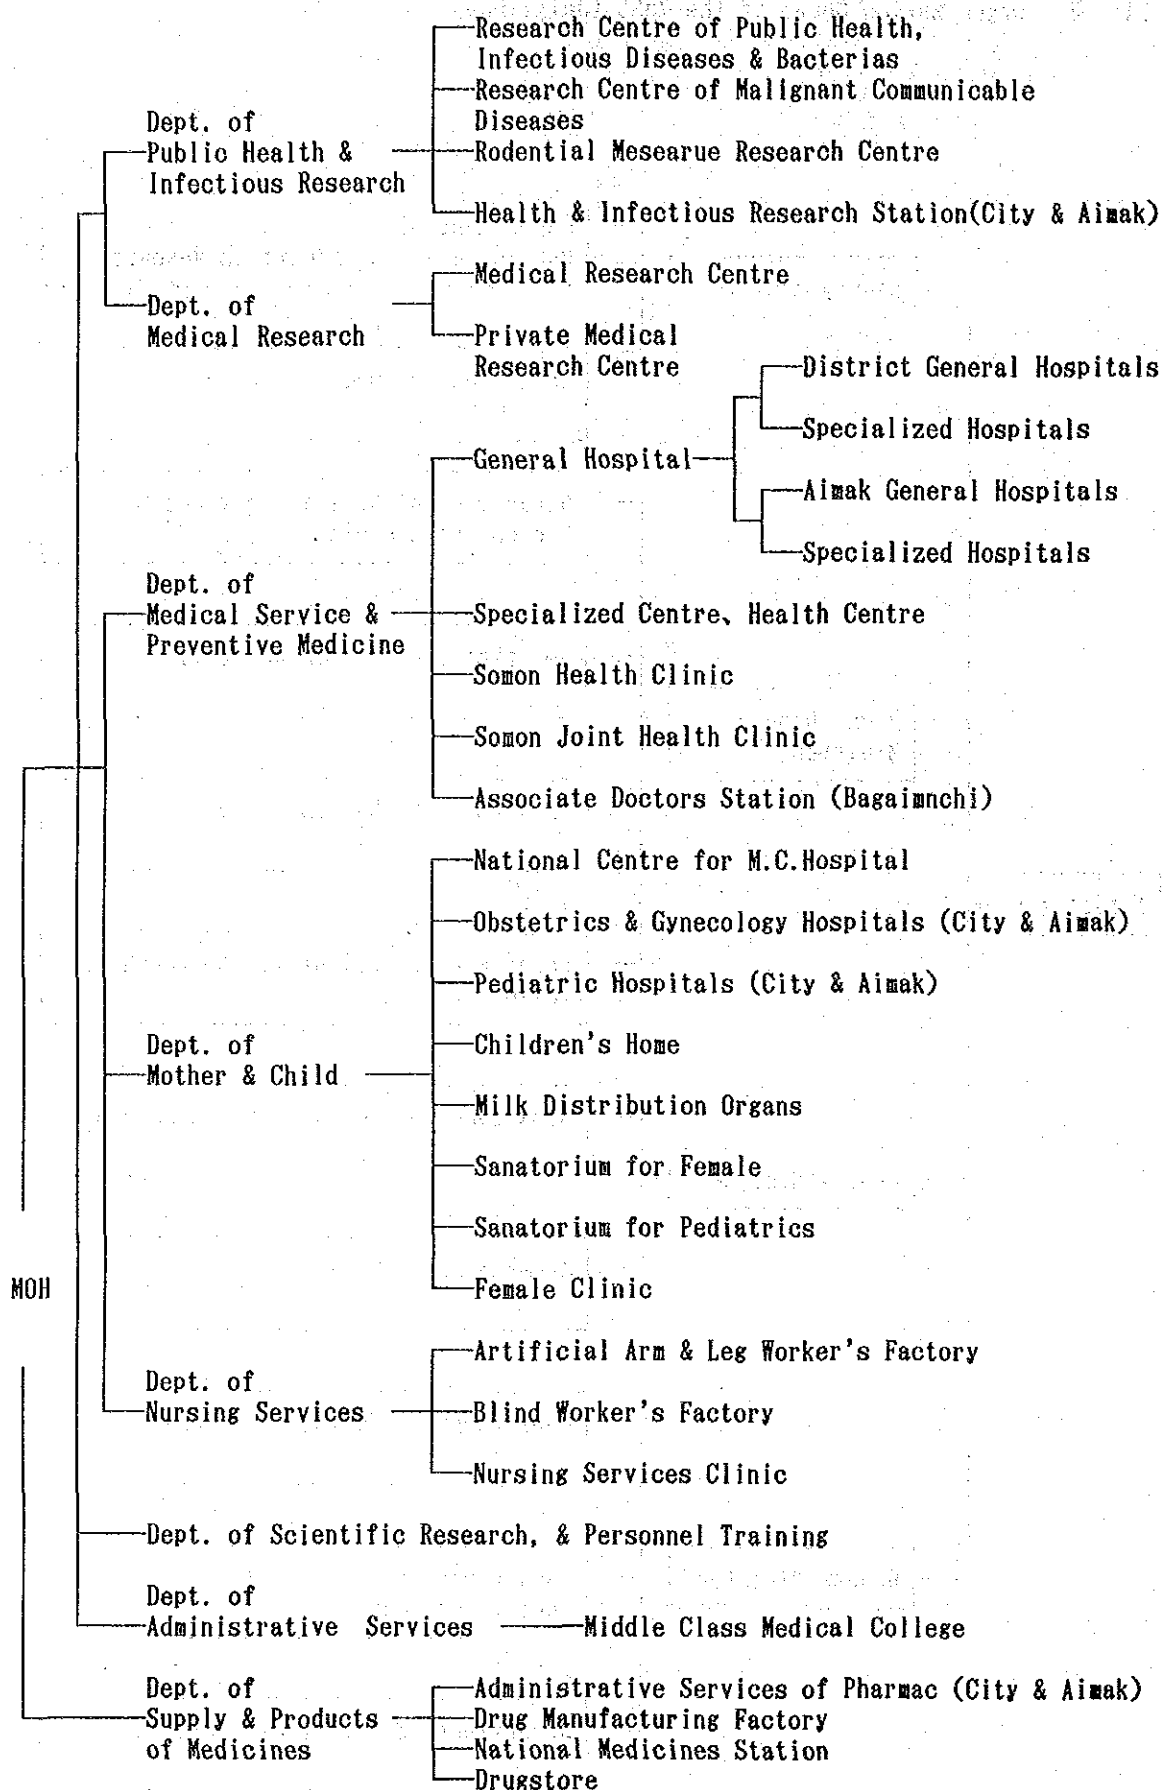 Research Centre of Public Health,
Infectious Diseases & Bacterias
Research Centre of Malignant Communicable
Diseases
Dept. of
Public Health &
Infectious Research
Rodential Mesearue Research Centre
Health & Infectious Research Station(City & Aimak)
Medical Research Centre
Dept. of
Medical Research
Private Medical
Research Centre
District General Hospitals
Specialized Hospitals
General Hospital
Aimak General Hospitals
Specialized Hospitals
Dept. of
Medical Service &
Preventive Medicine
Specialized Centre、Health Centre
Somon Health Clinic
Somon Joint Health Clinic
Associate Doctors Station (Bagaimnchi)
National Centre for M.C.Hospital
Obstetrics & Gynecology Hospitals (City & Aimak)
Pediatric Hospitals (City & Aimak)
Dept. of
Mother & Child
Children's Home
Milk Distribution Organs
Sanatorium for Female
Sanatorium for Pediatrics
Female Clinic
MOH
Artificial Arm & Leg Worker's Factory
Dept. of
Nursing Services
Blind Worker's Factory
Nursing Services Clinic
Dept. of Scientific Research, & Personnel Training
Dept. of
Administrative Services
Middle Class Medical College
Dept. of
Supply & Products
of Medicines
Administrative Services of Pharmac (City & Aimak)
Drug Manufacturing Factory
National Medicines Station
Drugstore